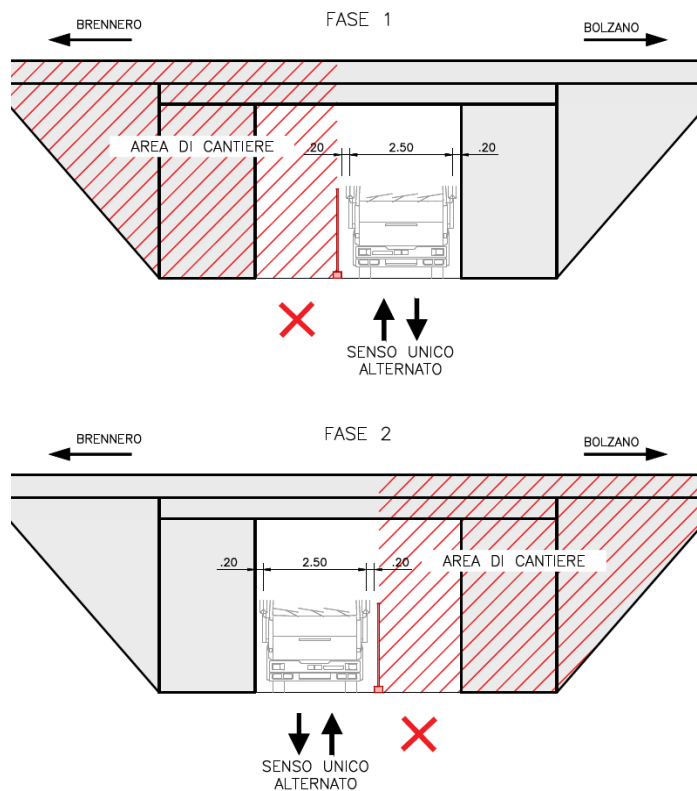 FASE 1
BRENNERO
BOLZANO
AREA DI CANTIERE
.20
2.50
.20
SENSO UNICO
ALTERNATO
FASE 2
BRENNERO
BOLZANO
.20
2.50
.20
AREA DI CANTIERE
SENSO UNICO
ALTERNATO